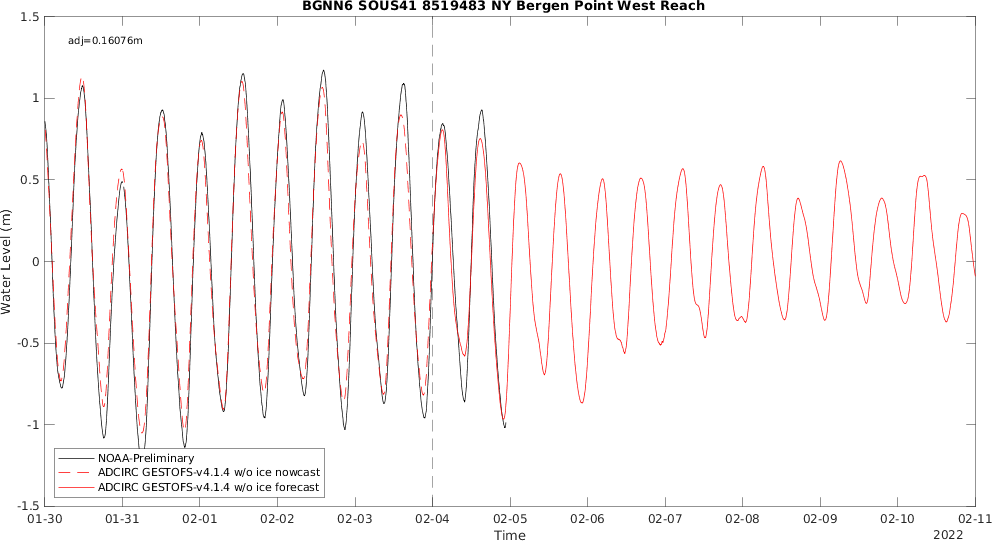 BGNN6 SOUS41 8519483 NY Bergen Point West Reach
adj=0.16076m
1.5
1
0.5
0
-0.5
-1
-1.5
Water Level (m)
NOAA-Preliminary
ADCIRC GESTOFS-v4.1.4 w/o ice nowcast
ADCIRC GESTOFS-v4.1.4 w/o ice forecast
01-30 01-31 02-01 02-02 02-03 02-04 02-05 02-06 02-07 02-08 02-09 02-10 02-11
Time
2022